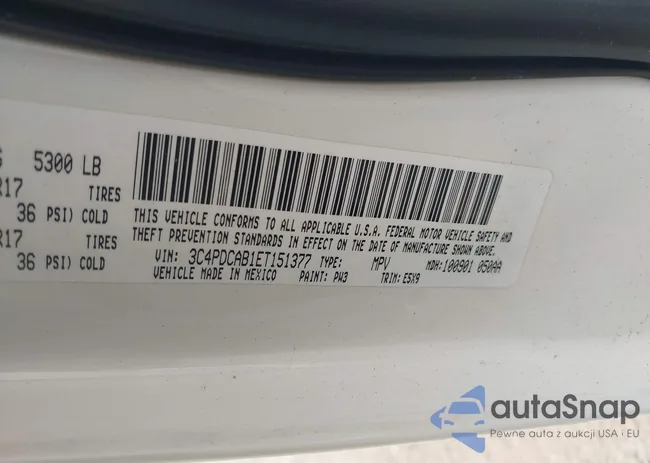 5300 LB
R17 TIRES
36 PSI) COLD
R17 TIRES
36 PSI) COLD
THIS VEHICLE CONFORMS TO ALL APPLICABLE U.S.A. FEDERAL MOTOR VEHICLE SAFETY AND
THEFT PREVENTION STANDARDS IN EFFECT ON THE DATE OF MANUFACTURE SHOWN ABOVE.
VIN: 3C4PDCAB1ET151377 TYPE: MPV MDH:100901 050AA
VEHICLE MADE IN MEXICO PAINT: PW3 TRIM: E5X9
autaSnap
Pewne auta z aukcji USA i EU